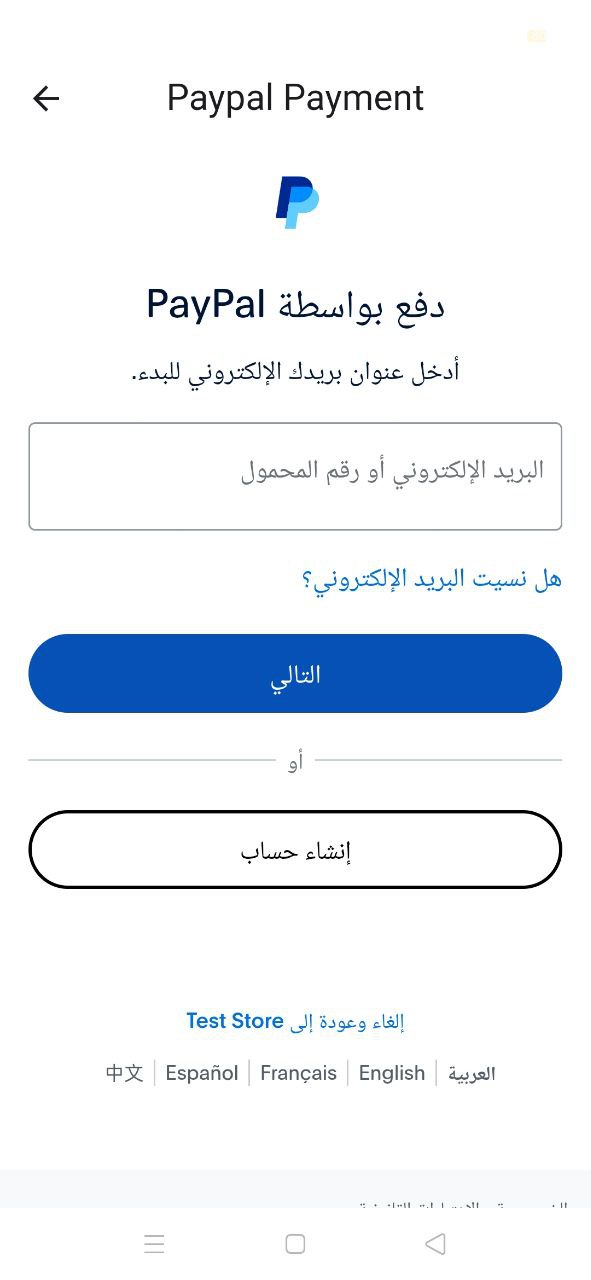 Paypal Payment
دفع بواسطة PayPal
أدخل عنوان بريدك الإلكتروني للبدء.
البريد الإلكتروني أو رقم المحمول
هل نسيت البريد الإلكتروني؟
التالي
أو
إنشاء حساب
إلغاء وعودة إلى Test Store
العربية | English | Français | Español | 中文